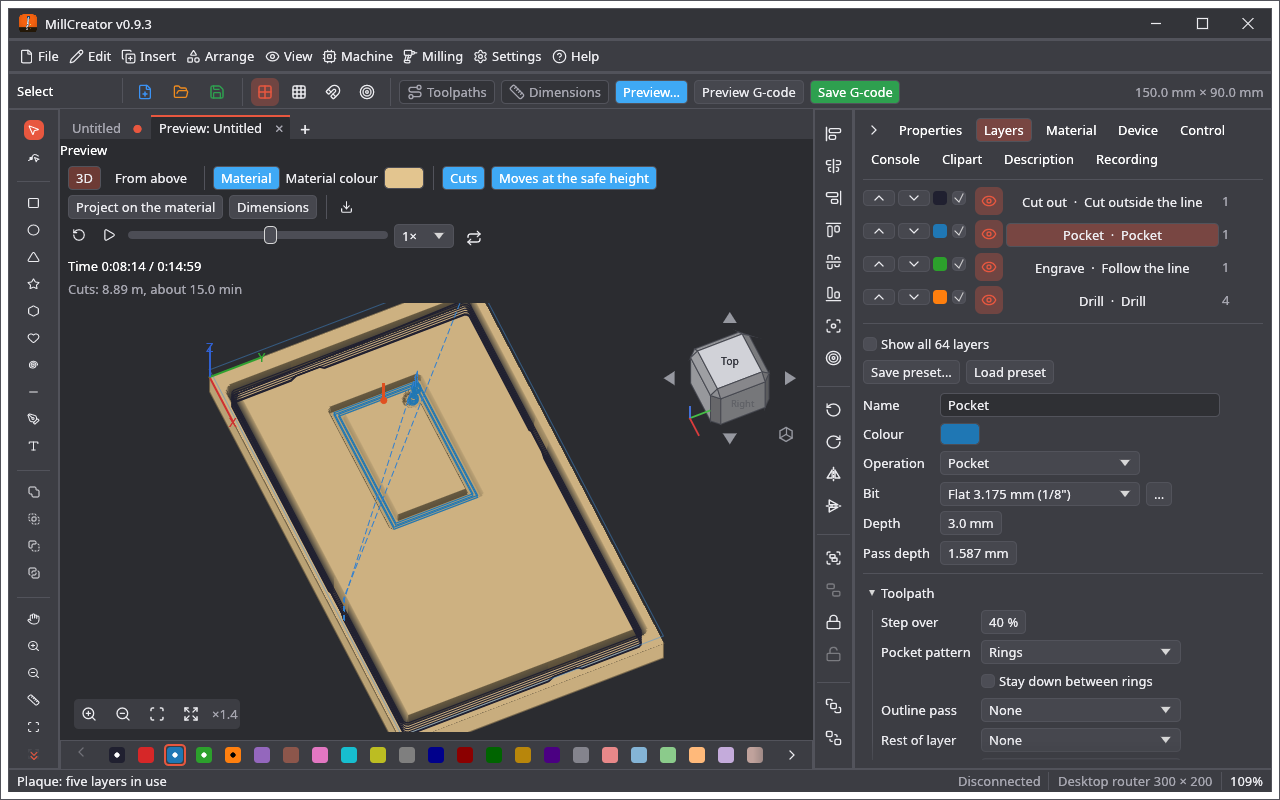 MillCreator v0.9.3
File Edit Insert Arrange View Machine Milling Settings Help
Select Toolpaths Dimensions Preview... Preview G-code Save G-code 150.0 mm × 90.0 mm
Untitled Preview: Untitled
Preview
3D From above Material Material colour Cuts Moves at the safe height
Project on the material Dimensions
1×
Time 0:08:14 / 0:14:59
Cuts: 8.89 m, about 15.0 min
Z
Y
X
Top
Right
×1.4
Properties Layers Material Device Control
Console Clipart Description Recording
Cut out · Cut outside the line 1
Pocket · Pocket 1
Engrave · Follow the line 1
Drill · Drill 4
Show all 64 layers
Save preset... Load preset
Name Pocket
Colour
Operation Pocket
Bit Flat 3.175 mm (1/8") ...
Depth 3.0 mm
Pass depth 1.587 mm
Toolpath
Step over 40 %
Pocket pattern Rings
Stay down between rings
Outline pass None
Rest of layer None
Plaque: five layers in use Disconnected Desktop router 300 × 200 109%